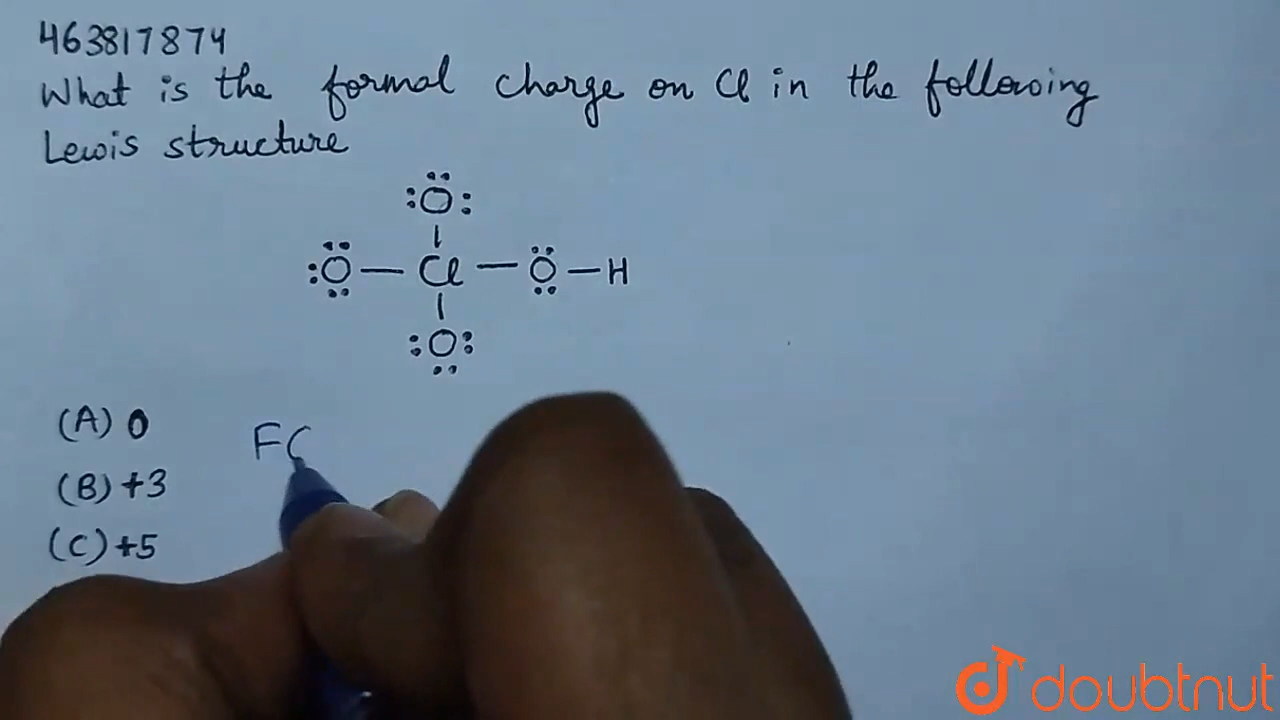 463817874
What is the formal charge on Cl in the following
Lewis structure
O
O — Cl — O — H
O
(A) 0
FC
(B) +3
(C) +5
doubtnut